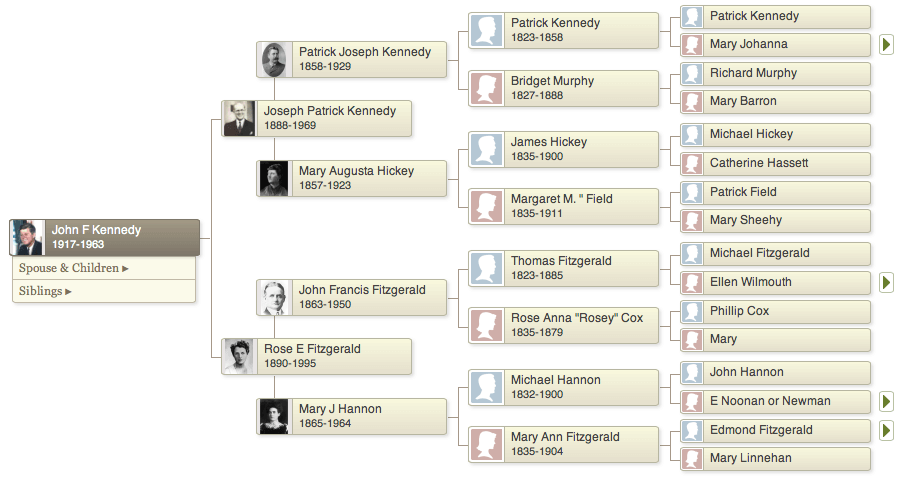 John F Kennedy
1917-1963
Spouse & Children ▸
Siblings ▸
Joseph Patrick Kennedy
1888-1969
Rose E Fitzgerald
1890-1995
Patrick Joseph Kennedy
1858-1929
Mary Augusta Hickey
1857-1923
John Francis Fitzgerald
1863-1950
Mary J Hannon
1865-1964
Patrick Kennedy
1823-1858
Bridget Murphy
1827-1888
James Hickey
1835-1900
Margaret M. " Field
1835-1911
Thomas Fitzgerald
1823-1885
Rose Anna "Rosey" Cox
1835-1879
Michael Hannon
1832-1900
Mary Ann Fitzgerald
1835-1904
Patrick Kennedy
Mary Johanna
Richard Murphy
Mary Barron
Michael Hickey
Catherine Hassett
Patrick Field
Mary Sheehy
Michael Fitzgerald
Ellen Wilmouth
Phillip Cox
Mary
John Hannon
E Noonan or Newman
Edmond Fitzgerald
Mary Linnehan